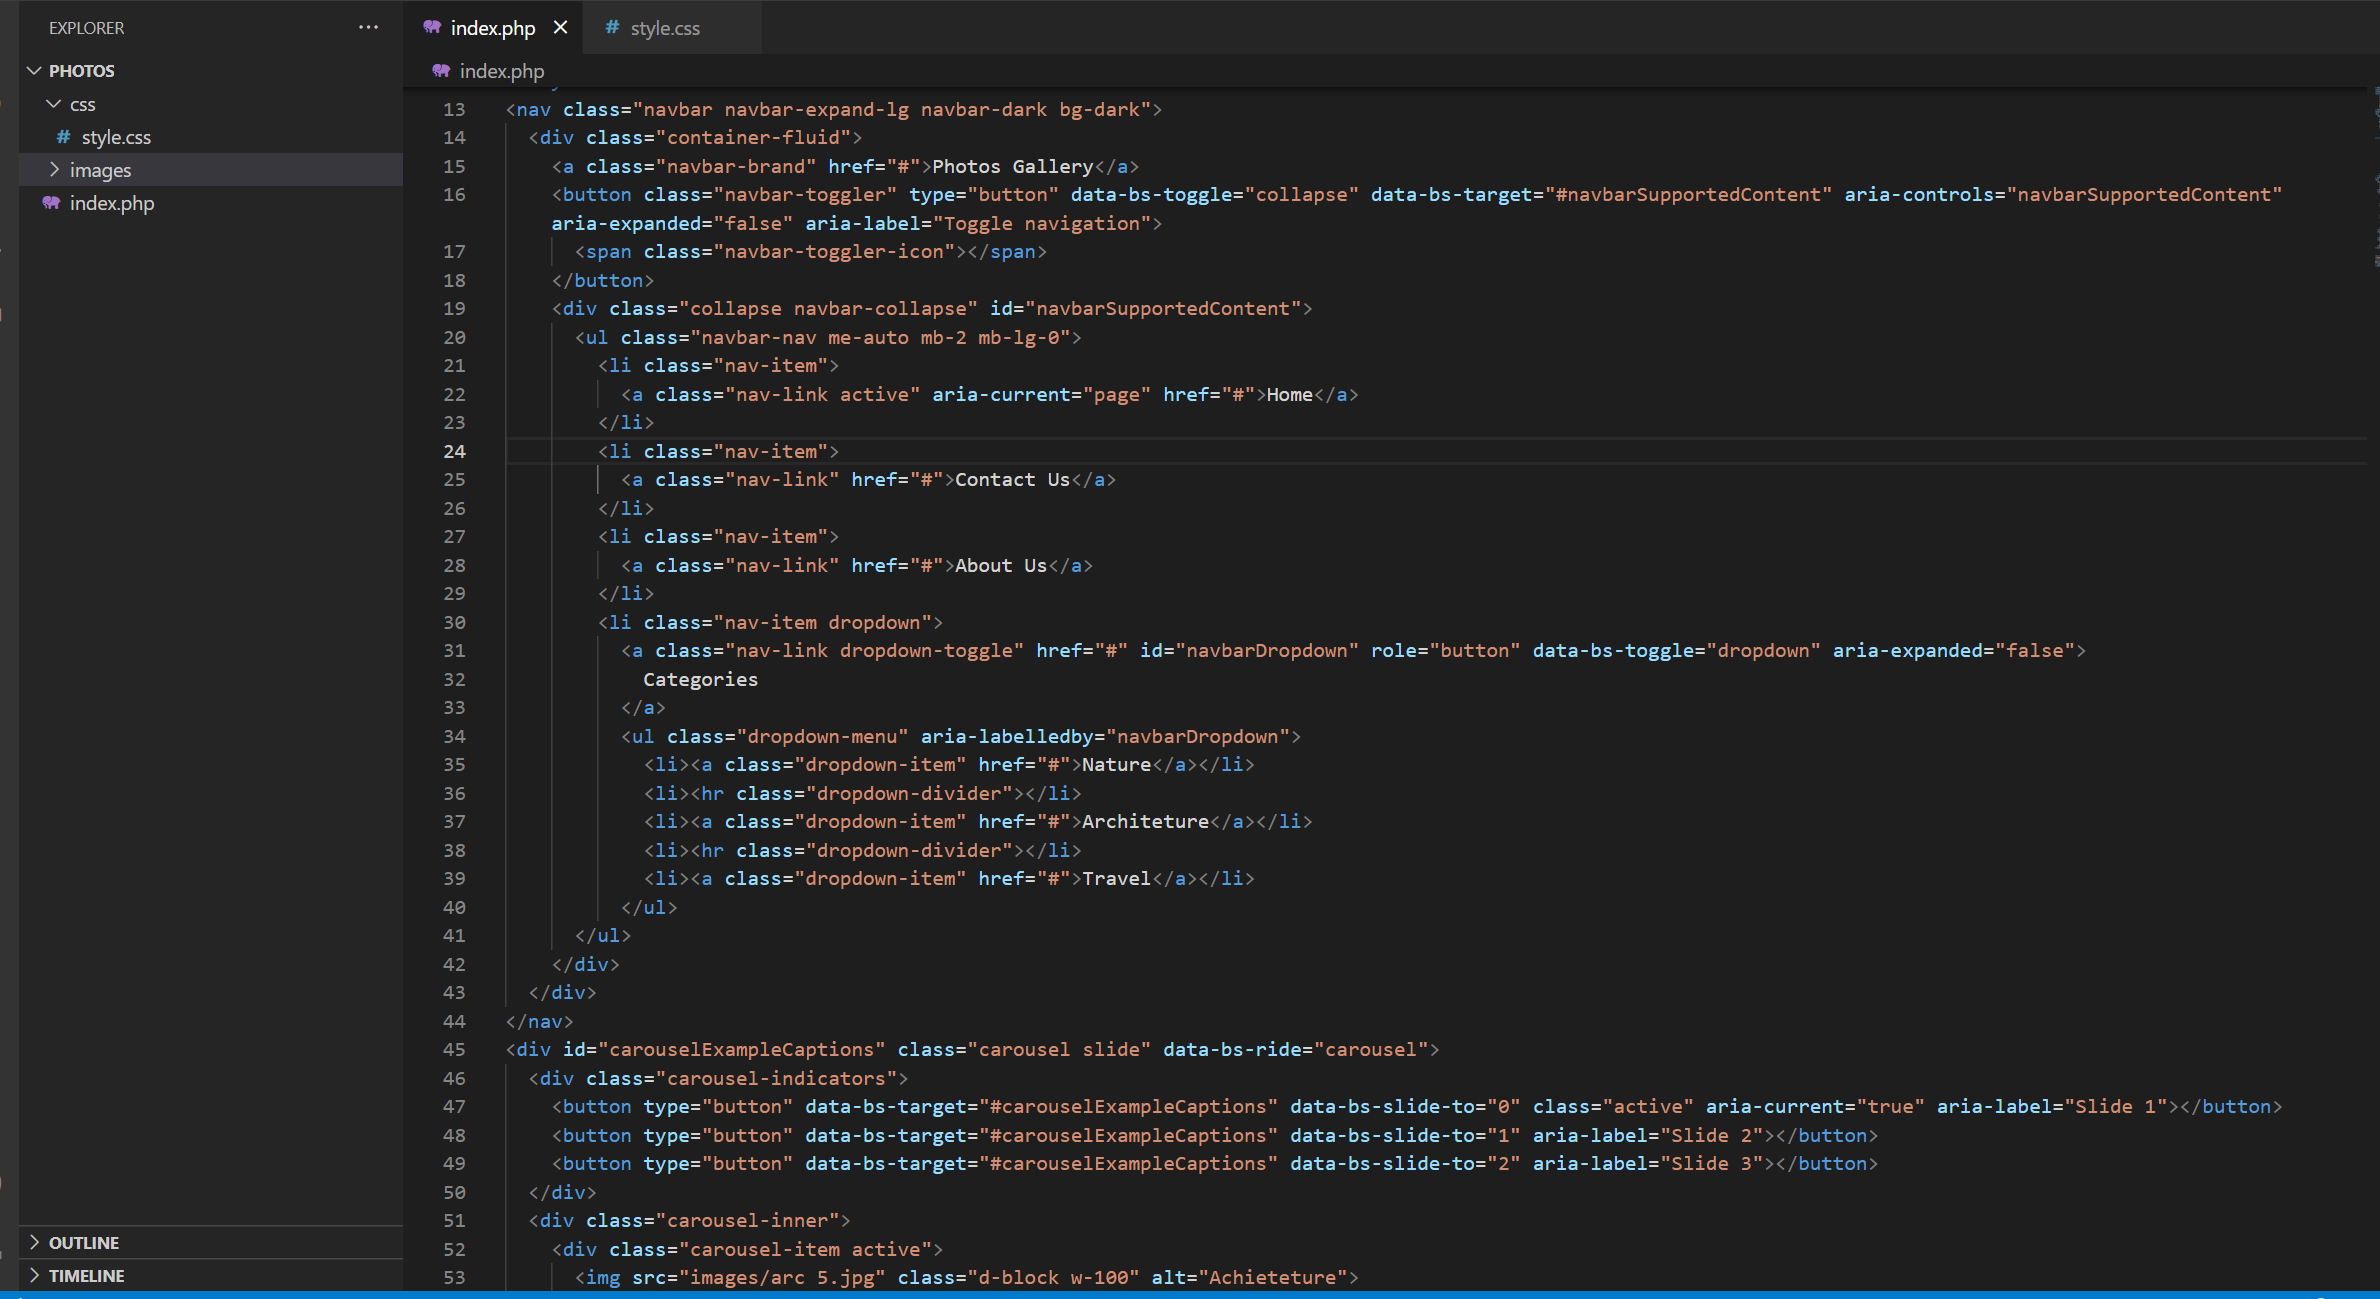 EXPLORER
index.php
style.css
PHOTOS
css
style.css
images
index.php
OUTLINE
TIMELINE
index.php
13 <nav class="navbar navbar-expand-lg navbar-dark bg-dark">
14 <div class="container-fluid">
15 <a class="navbar-brand" href="#">Photos Gallery</a>
16 <button class="navbar-toggler" type="button" data-bs-toggle="collapse" data-bs-target="#navbarSupportedContent" aria-controls="navbarSupportedContent"
aria-expanded="false" aria-label="Toggle navigation">
17 <span class="navbar-toggler-icon"></span>
18 </button>
19 <div class="collapse navbar-collapse" id="navbarSupportedContent">
20 <ul class="navbar-nav me-auto mb-2 mb-lg-0">
21 <li class="nav-item">
22 <a class="nav-link active" aria-current="page" href="#">Home</a>
23 </li>
24 <li class="nav-item">
25 <a class="nav-link" href="#">Contact Us</a>
26 </li>
27 <li class="nav-item">
28 <a class="nav-link" href="#">About Us</a>
29 </li>
30 <li class="nav-item dropdown">
31 <a class="nav-link dropdown-toggle" href="#" id="navbarDropdown" role="button" data-bs-toggle="dropdown" aria-expanded="false">
32 Categories
33 </a>
34 <ul class="dropdown-menu" aria-labelledby="navbarDropdown">
35 <li><a class="dropdown-item" href="#">Nature</a></li>
36 <li><hr class="dropdown-divider"></li>
37 <li><a class="dropdown-item" href="#">Architeture</a></li>
38 <li><hr class="dropdown-divider"></li>
39 <li><a class="dropdown-item" href="#">Travel</a></li>
40 </ul>
41 </ul>
42 </div>
43 </div>
44 </nav>
45 <div id="carouselExampleCaptions" class="carousel slide" data-bs-ride="carousel">
46 <div class="carousel-indicators">
47 <button type="button" data-bs-target="#carouselExampleCaptions" data-bs-slide-to="0" class="active" aria-current="true" aria-label="Slide 1"></button>
48 <button type="button" data-bs-target="#carouselExampleCaptions" data-bs-slide-to="1" aria-label="Slide 2"></button>
49 <button type="button" data-bs-target="#carouselExampleCaptions" data-bs-slide-to="2" aria-label="Slide 3"></button>
50 </div>
51 <div class="carousel-inner">
52 <div class="carousel-item active">
53 <img src="images/arc 5.jpg" class="d-block w-100" alt="Achieteture">